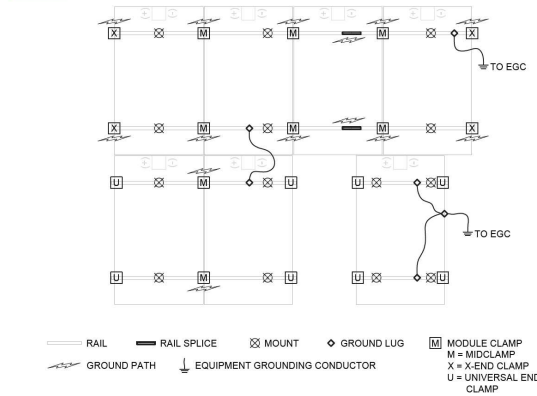 X M M M X
TO EGC
X M M M X
U M U U
TO EGC
U M U U
RAIL RAIL SPLICE MOUNT GROUND LUG M MODULE CLAMP
M = MIDCLAMP
GROUND PATH EQUIPMENT GROUNDING CONDUCTOR X = X-END CLAMP
U = UNIVERSAL END
CLAMP